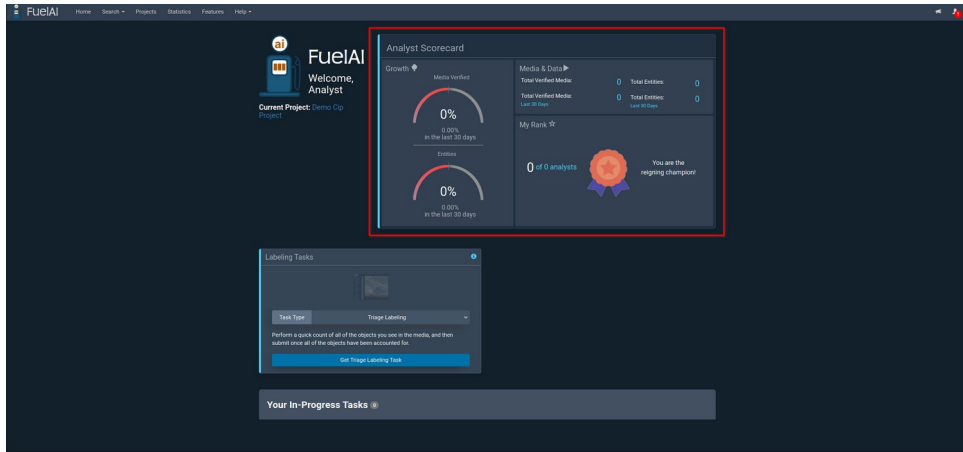 FuelAI Home Search Projects Statistics Features Help
ai
FuelAI
Welcome,
Analyst
Current Project: Demo Cip
Project
Analyst Scorecard
Growth
Media Verified
0%
0.00%
in the last 30 days
Entities
0%
0.00%
in the last 30 days
Media & Data
Total Verified Media: 0 Total Entities: 0
Total Verified Media: 0 Total Entities: 0
Last 30 Days Last 30 Days
My Rank
0 of 0 analysts
You are the
reigning champion!
Labeling Tasks
Task Type Triage Labeling
Perform a quick count of all of the objects you see in the media, and then
submit once all of the objects have been accounted for.
Get Triage Labeling Task
Your In-Progress Tasks 0